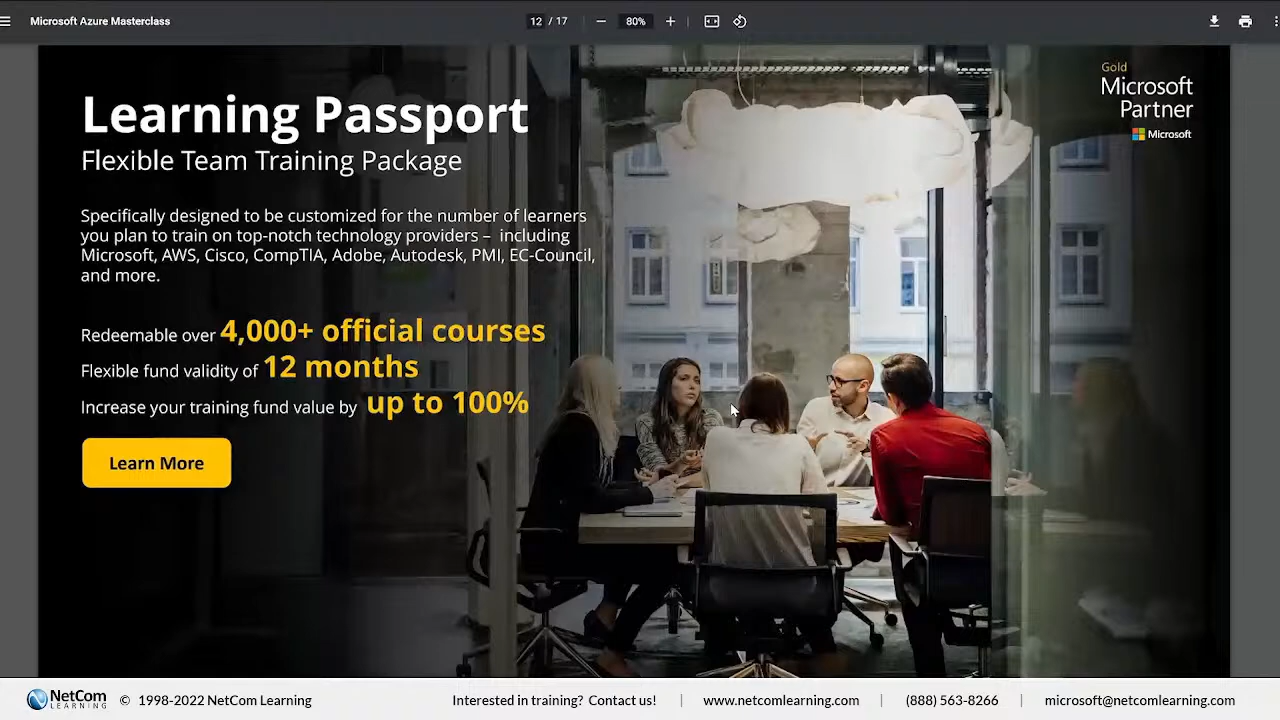 Microsoft Azure Masterclass
12 / 17
80%
Gold
Microsoft
Partner
Microsoft
Learning Passport
Flexible Team Training Package
Specifically designed to be customized for the number of learners
you plan to train on top-notch technology providers – including
Microsoft, AWS, Cisco, CompTIA, Adobe, Autodesk, PMI, EC-Council,
and more.
Redeemable over 4,000+ official courses
Flexible fund validity of 12 months
Increase your training fund value by up to 100%
Learn More
NetCom
LEARNING
© 1998-2022 NetCom Learning
Interested in training? Contact us! | www.netcomlearning.com | (888) 563-8266 | microsoft@netcomlearning.com